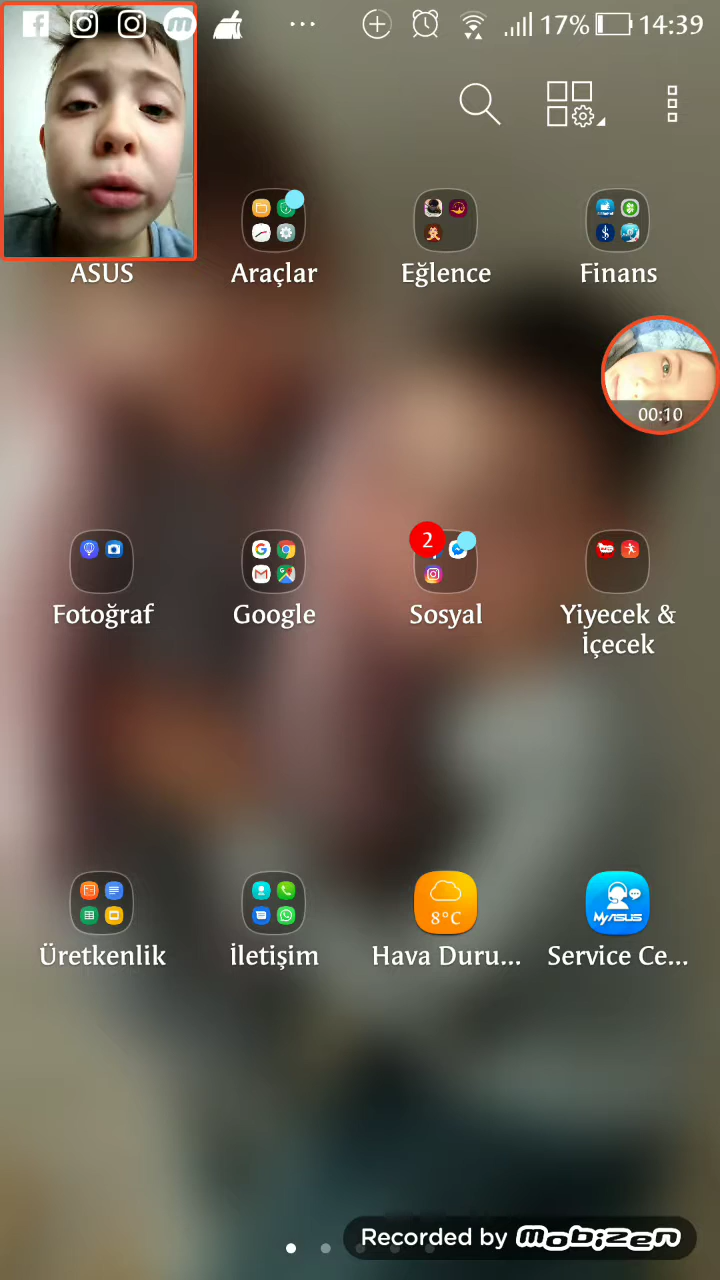 17% 14:39
ASUS Araçlar Eğlence Finans
00:10
2
Fotoğraf Google Sosyal Yiyecek &
İçecek
8°C MyASUS
Üretkenlik İletişim Hava Duru... Service Ce...
Recorded by Mobizen